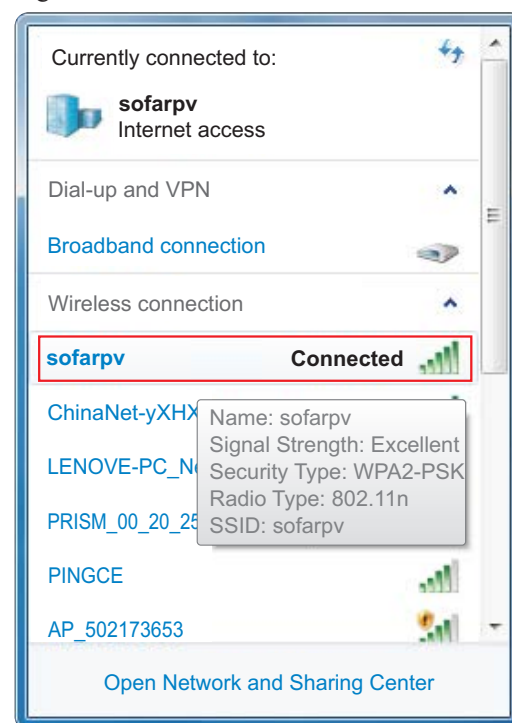 Currently connected to:
sofarpv
Internet access
Dial-up and VPN
Broadband connection
Wireless connection
sofarpv Connected
ChinaNet-yXHX
Name: sofarpv
Signal Strength: Excellent
LENOVE-PC_Ne
Security Type: WPA2-PSK
Radio Type: 802.11n
PRISM_00_20_25
SSID: sofarpv
PINGCE
AP_502173653
Open Network and Sharing Center